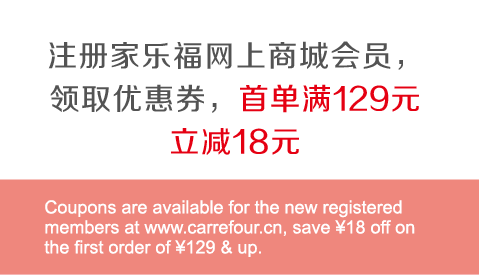 注册家乐福网上商城会员，
领取优惠券，首单满129元
立减18元
Coupons are available for the new registered
members at www.carrefour.cn, save ¥18 off on
the first order of ¥129 & up.